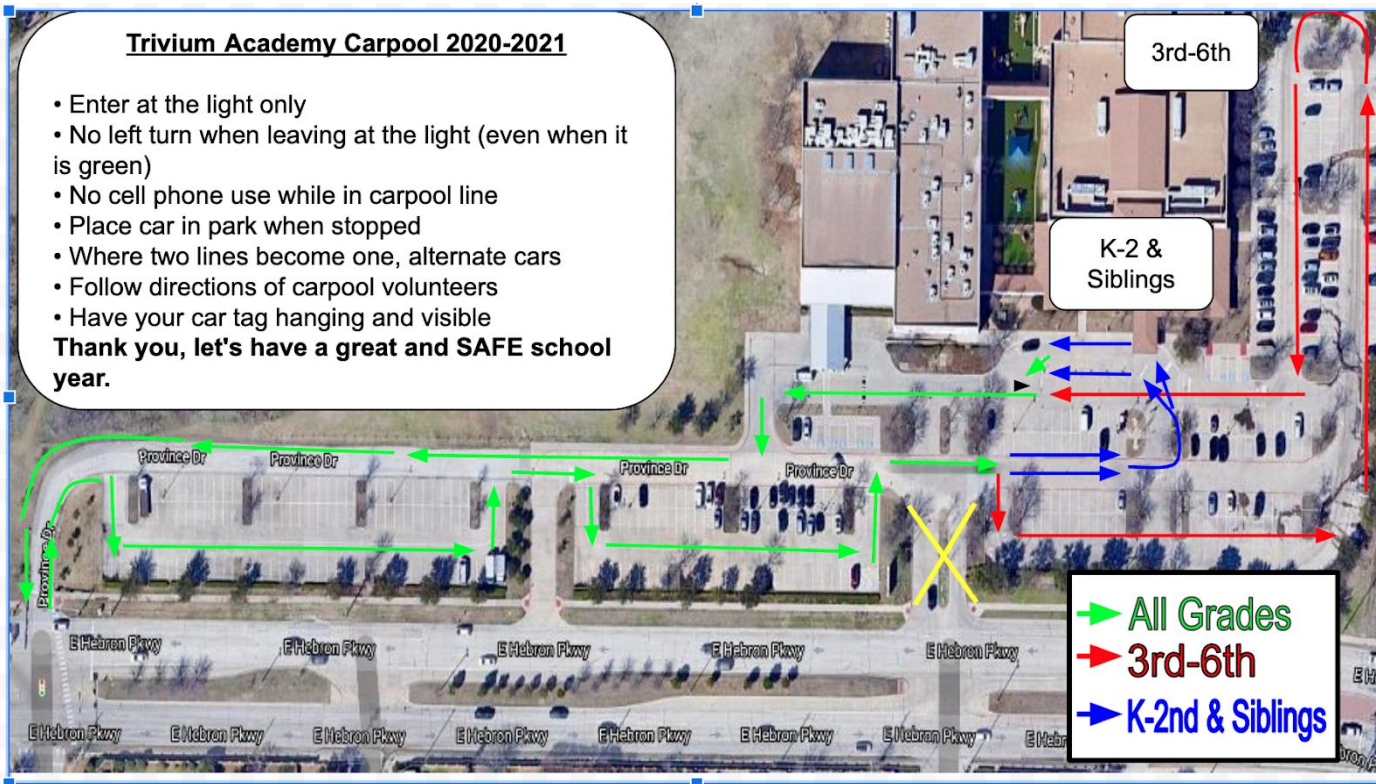 Trivium Academy Carpool 2020-2021
• Enter at the light only
• No left turn when leaving at the light (even when it
is green)
• No cell phone use while in carpool line
• Place car in park when stopped
• Where two lines become one, alternate cars
• Follow directions of carpool volunteers
• Have your car tag hanging and visible
Thank you, let's have a great and SAFE school
year.
3rd-6th
K-2 &
Siblings
Province Dr
Province Dr
Province Dr
Province Dr
Province Dr
All Grades
3rd-6th
K-2nd & Siblings
E Hebron Pkwy
E Hebron Pkwy
E Hebron Pkwy
E Hebron Pkwy
E Hebron Pkwy
E Hebron Pkwy
E Hebron Pkwy
E Hebron Pkwy
E Hebron Pkwy
E Hebron Pkwy
E Hebron Pkwy
E Hebron Pkwy